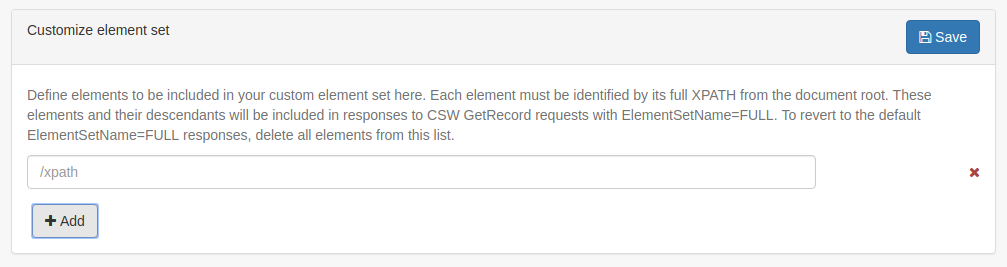 Customize element set
Save
Define elements to be included in your custom element set here. Each element must be identified by its full XPATH from the document root. These
elements and their descendants will be included in responses to CSW GetRecord requests with ElementSetName=FULL. To revert to the default
ElementSetName=FULL responses, delete all elements from this list.
/xpath
Add